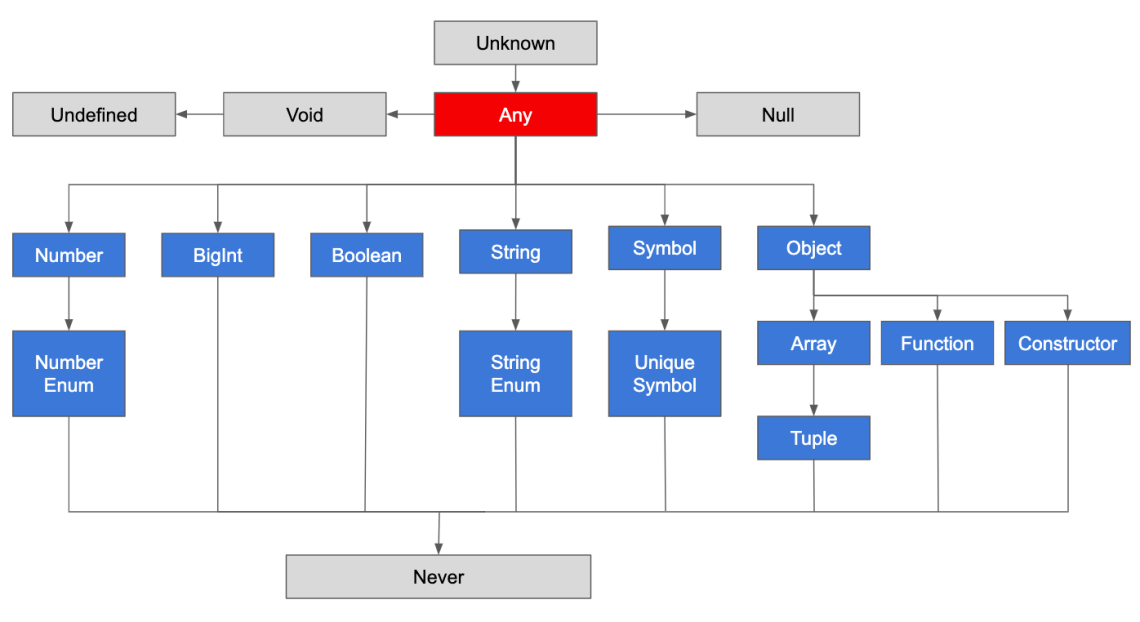 Unknown
Undefined
Void
Any
Null
Number
BigInt
Boolean
String
Symbol
Object
Number
Enum
String
Enum
Unique
Symbol
Array
Function
Constructor
Tuple
Never